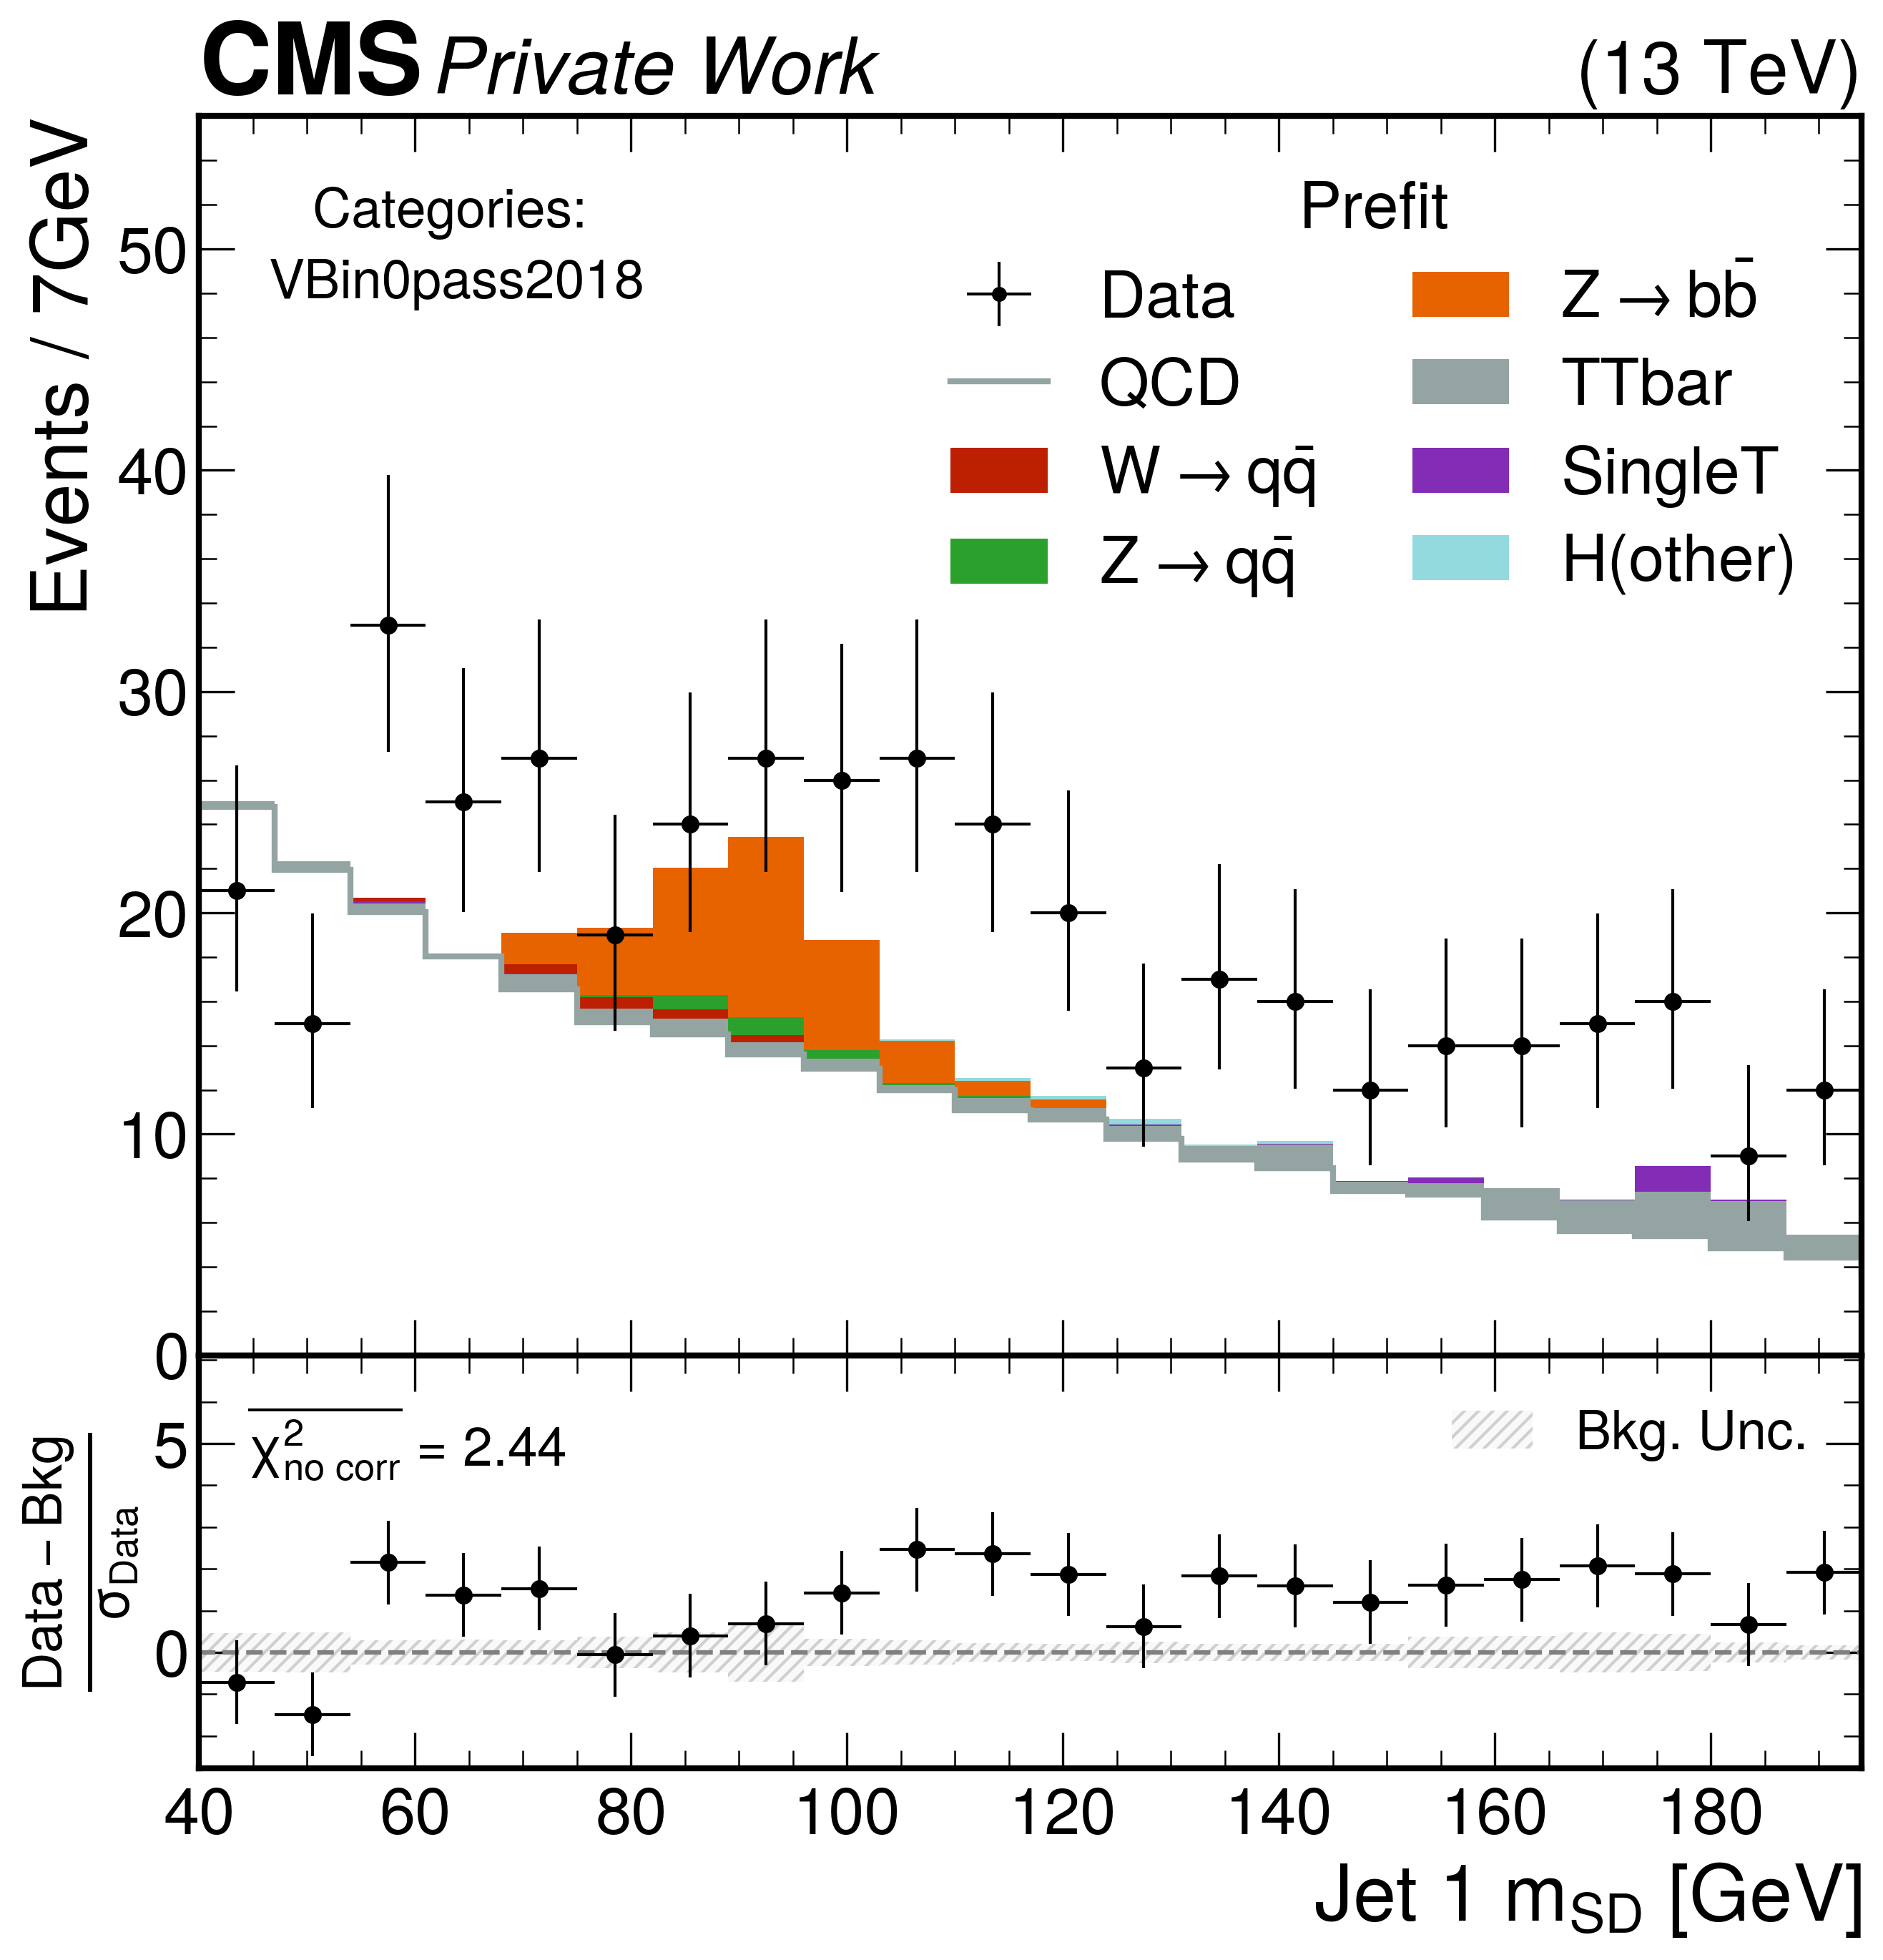 CMS Private Work (13 TeV)
Events / 7GeV
Categories:
VBin0pass2018
Prefit
Data
QCD
W → qq̄
Z → qq̄
Z → bb̄
TTbar
SingleT
H(other)
50
40
30
20
10
0
χ²no corr = 2.44
Bkg. Unc.
Data − Bkg
σData
5
0
40 60 80 100 120 140 160 180
Jet 1 mSD [GeV]